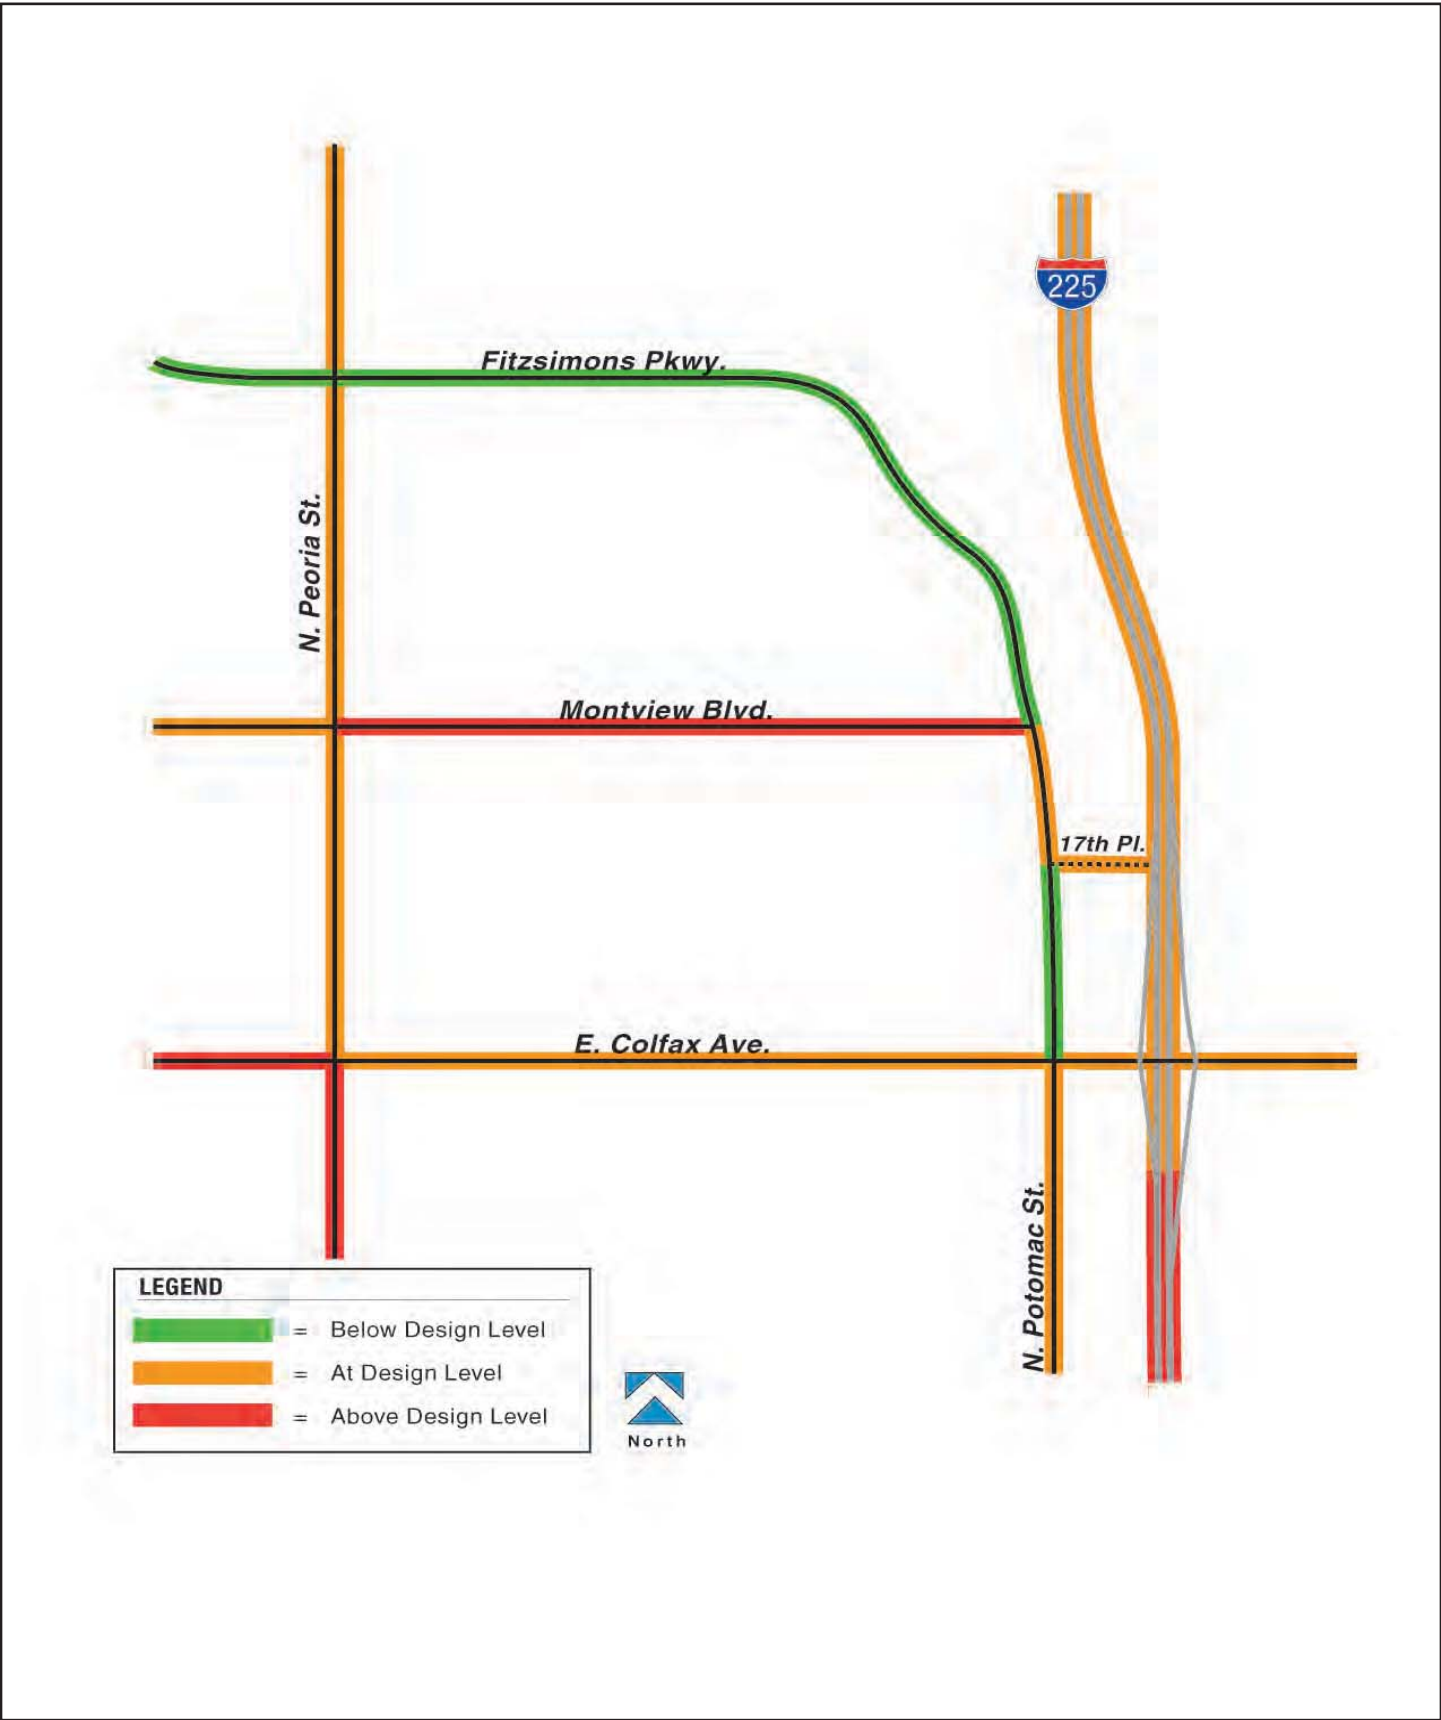 225
Fitzsimons Pkwy.
N. Peoria St.
Montview Blvd.
17th Pl.
E. Colfax Ave.
N. Potomac St.
LEGEND
= Below Design Level
= At Design Level
= Above Design Level
North